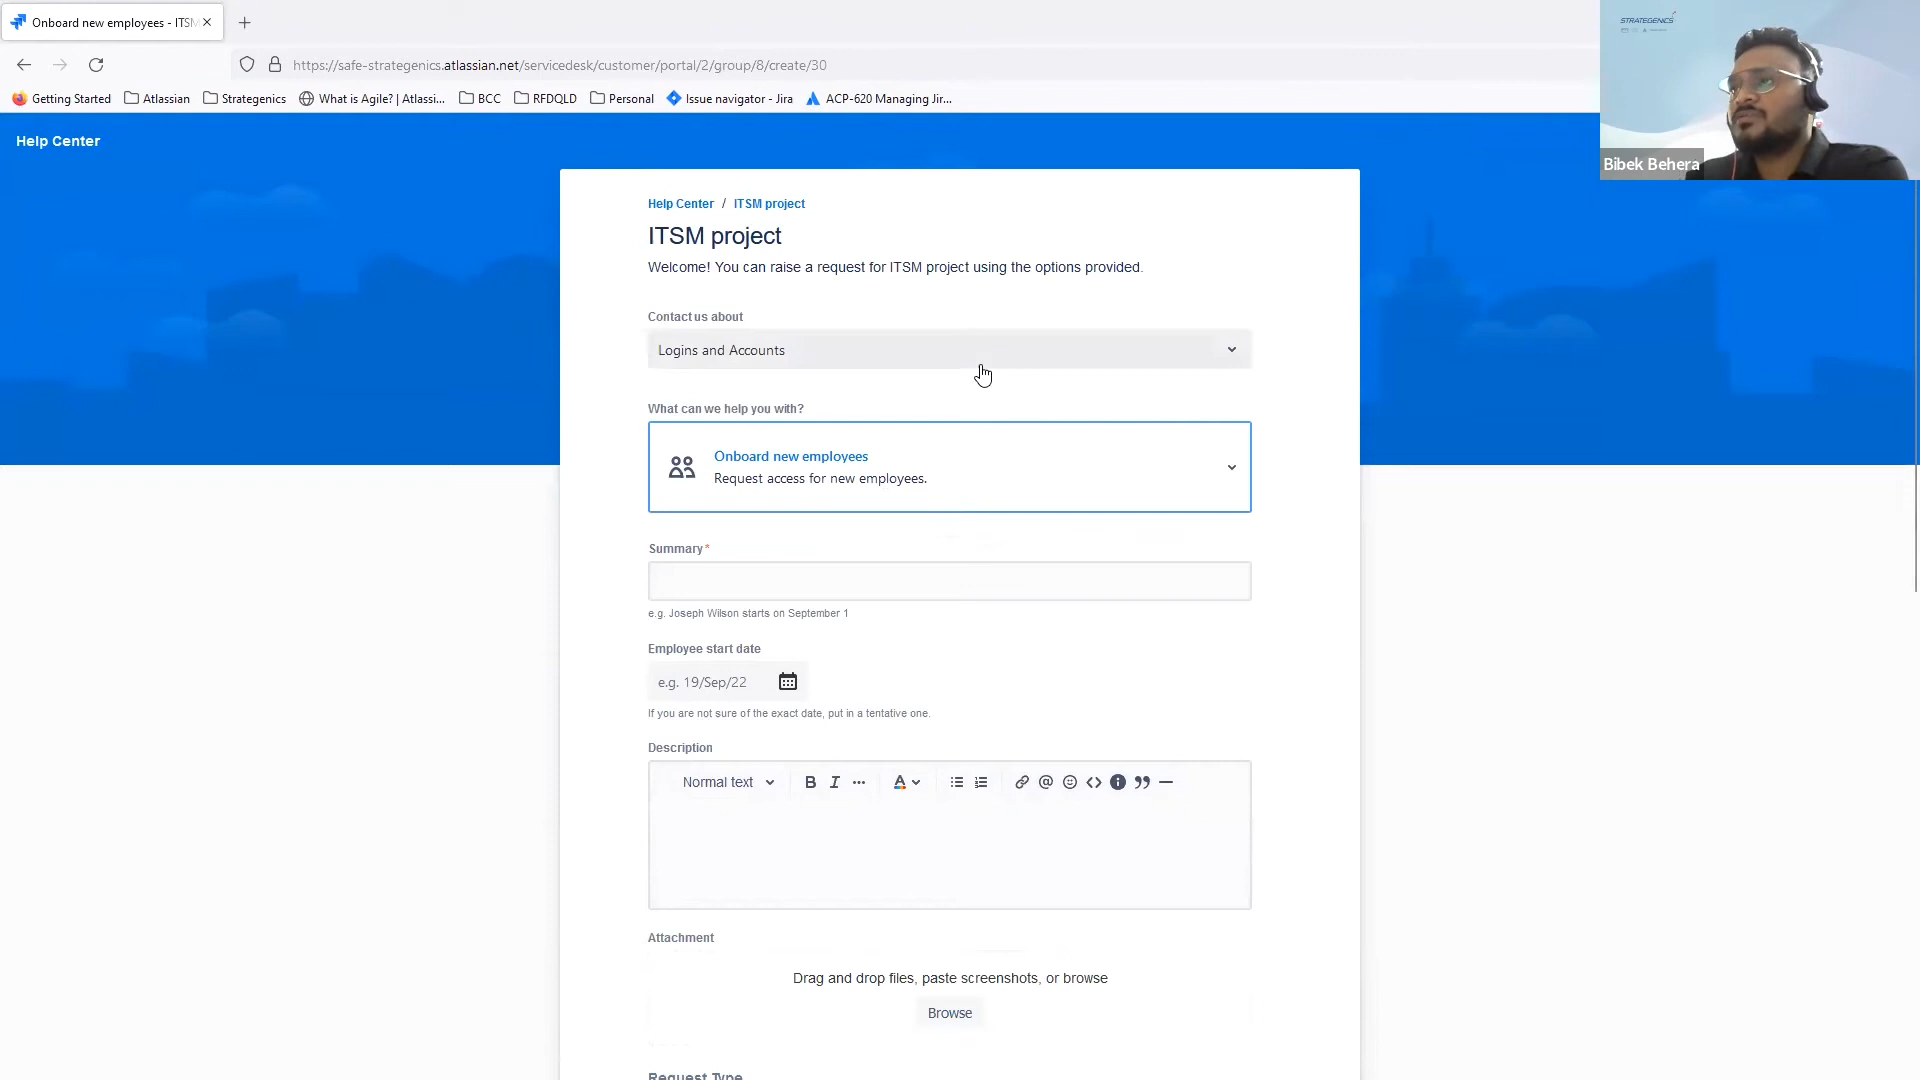 Onboard new employees - ITSM
https://safe-strategenics.atlassian.net/servicedesk/customer/portal/2/group/8/create/30
Getting Started
Atlassian
Strategenics
What is Agile? | Atlassi...
BCC
RFDQLD
Personal
Issue navigator - Jira
ACP-620 Managing Jir...
STRATEGENICS
Bibek Behera
Help Center
Help Center / ITSM project
ITSM project
Welcome! You can raise a request for ITSM project using the options provided.
Contact us about
Logins and Accounts
What can we help you with?
Onboard new employees
Request access for new employees.
Summary*
e.g. Joseph Wilson starts on September 1
Employee start date
e.g. 19/Sep/22
If you are not sure of the exact date, put in a tentative one.
Description
Normal text B I ... A
Attachment
Drag and drop files, paste screenshots, or browse
Browse
Request Type